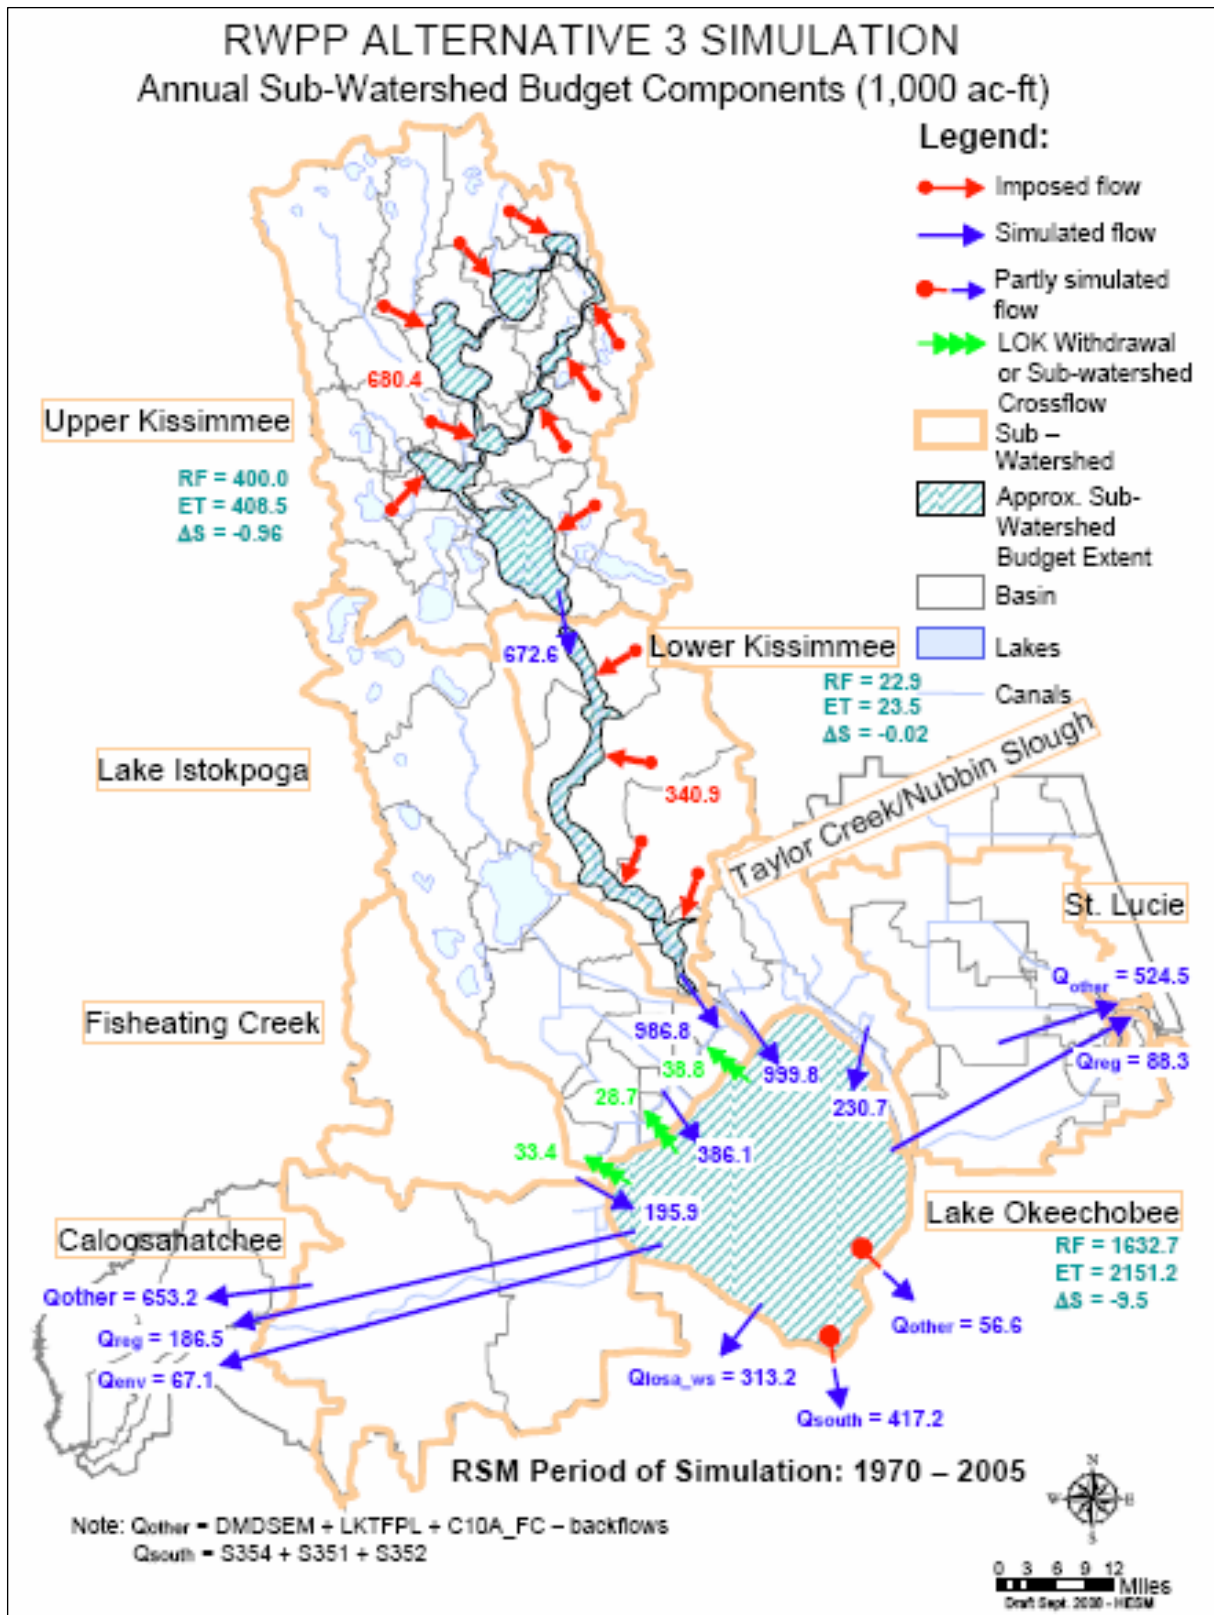 RWPP ALTERNATIVE 3 SIMULATION
Annual Sub-Watershed Budget Components (1,000 ac-ft)
Legend:
Imposed flow
Simulated flow
Partly simulated
flow
LOK Withdrawal
or Sub-watershed
Crossflow
Sub –
Watershed
Approx. Sub-
Watershed
Budget Extent
Basin
Lakes
Canals
680.4
Upper Kissimmee
RF = 400.0
ET = 408.5
ΔS = -0.96
672.6
Lower Kissimmee
RF = 22.9
ET = 23.5
ΔS = -0.02
340.9
Lake Istokpoga
Taylor Creek/Nubbin Slough
St. Lucie
Qother = 524.5
Qreg = 88.3
Fisheating Creek
986.8
38.8
999.8
28.7
230.7
386.1
33.4
195.9
Lake Okeechobee
RF = 1632.7
ET = 2151.2
ΔS = -9.5
Caloosahatchee
Qother = 653.2
Qreg = 186.5
Qenv = 67.1
Qother = 56.6
Qlosa_ws = 313.2
Qsouth = 417.2
RSM Period of Simulation: 1970 – 2005
Note: Qother = DMDSEM + LKTFPL + C10A_FC – backflows
Qsouth = S354 + S351 + S352
N
W E
S
0 3 6 9 12
Miles
Draft Sept. 2008 - HESM